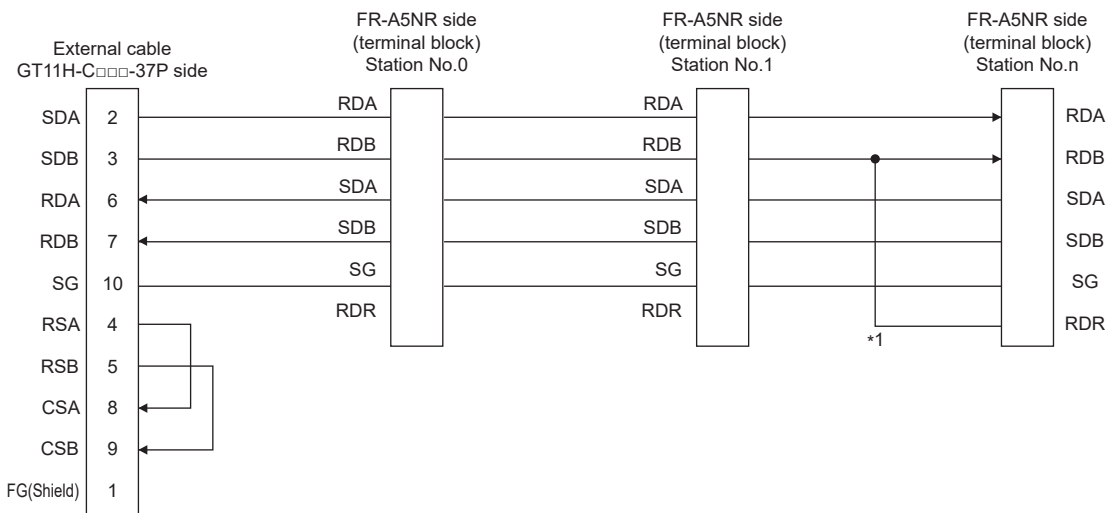 External cable
GT11H-C□□□-37P side
FR-A5NR side
(terminal block)
Station No.0
FR-A5NR side
(terminal block)
Station No.1
FR-A5NR side
(terminal block)
Station No.n
SDA 2 RDA RDA RDA
SDB 3 RDB RDB RDB
RDA 6 SDA SDA SDA
RDB 7 SDB SDB SDB
SG 10 SG SG SG
RSA 4 RDR RDR *1 RDR
RSB 5
CSA 8
CSB 9
FG(Shield) 1